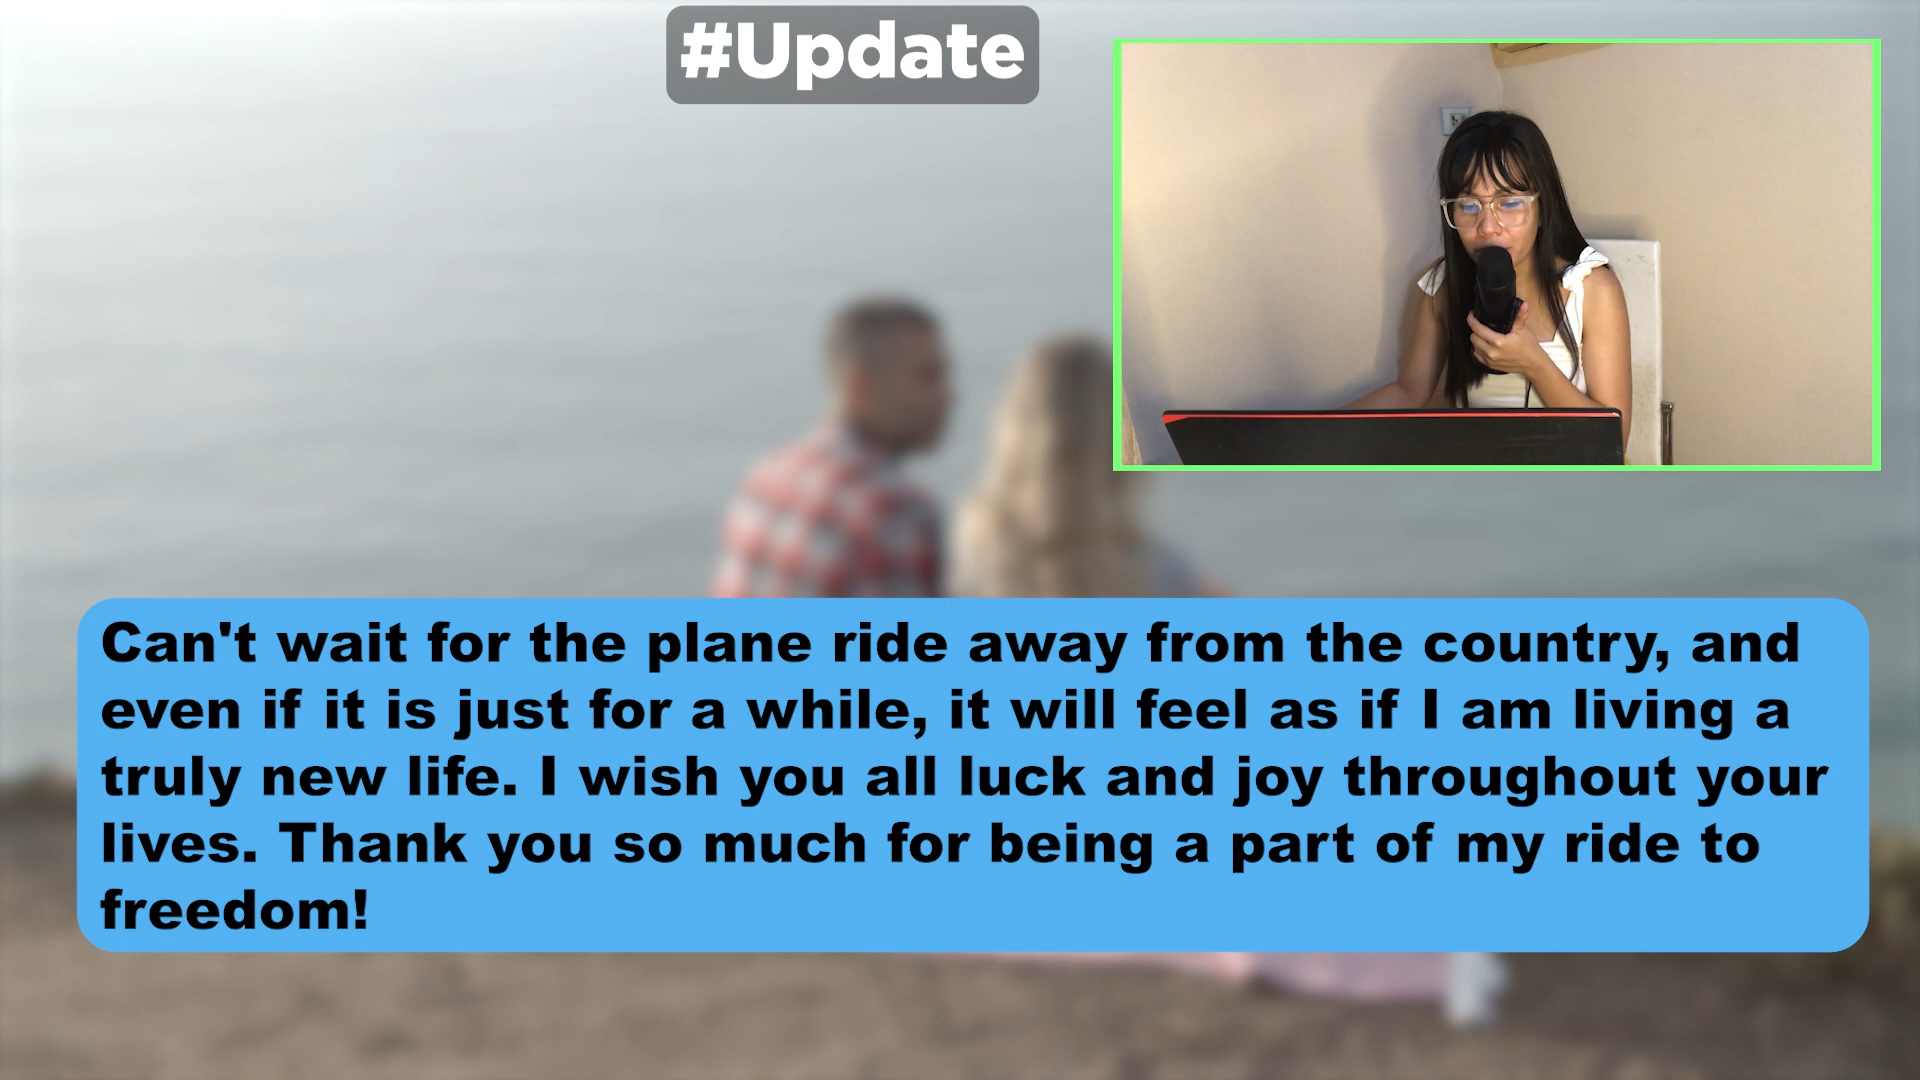 #Update
Can't wait for the plane ride away from the country, and
even if it is just for a while, it will feel as if I am living a
truly new life. I wish you all luck and joy throughout your
lives. Thank you so much for being a part of my ride to
freedom!